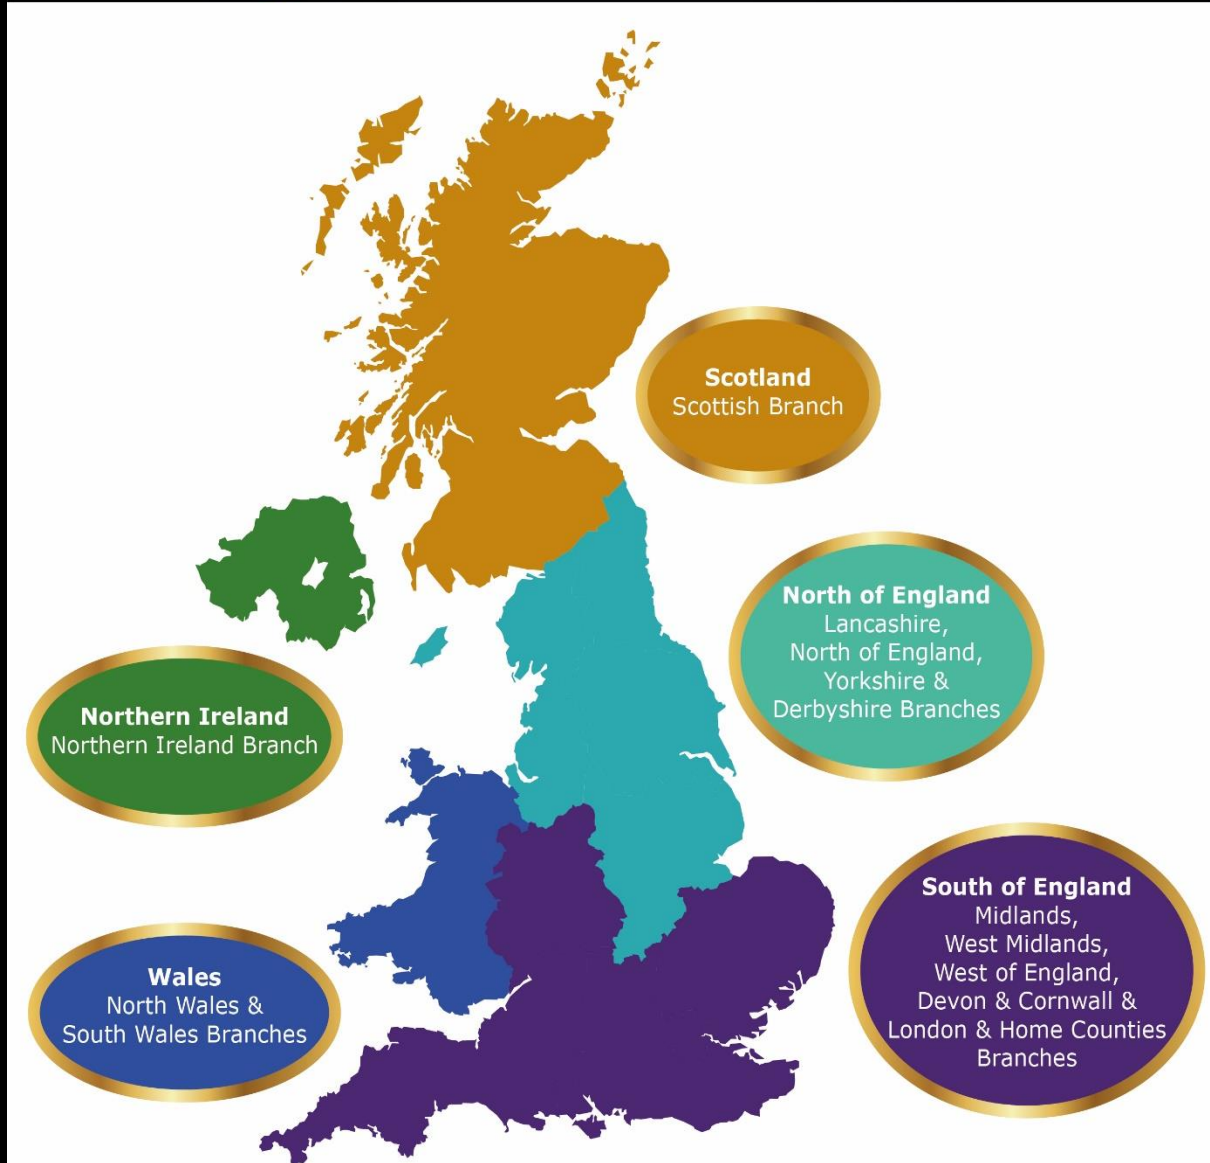 Scotland
Scottish Branch
North of England
Lancashire,
North of England,
Yorkshire &
Derbyshire Branches
Northern Ireland
Northern Ireland Branch
South of England
Midlands,
West Midlands,
West of England,
Devon & Cornwall &
London & Home Counties
Branches
Wales
North Wales &
South Wales Branches